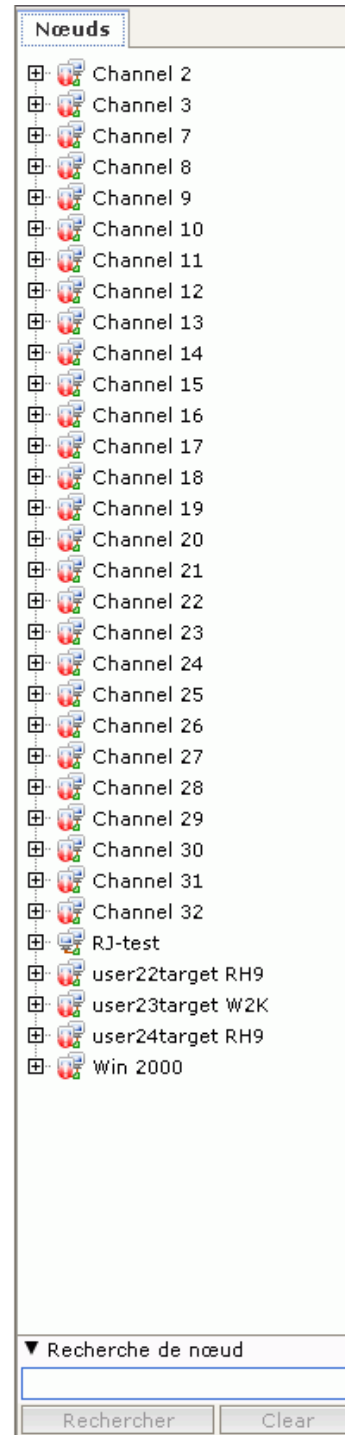 Nœuds
Channel 2
Channel 3
Channel 7
Channel 8
Channel 9
Channel 10
Channel 11
Channel 12
Channel 13
Channel 14
Channel 15
Channel 16
Channel 17
Channel 18
Channel 19
Channel 20
Channel 21
Channel 22
Channel 23
Channel 24
Channel 25
Channel 26
Channel 27
Channel 28
Channel 29
Channel 30
Channel 31
Channel 32
RJ-test
user22target RH9
user23target W2K
user24target RH9
Win 2000
▼ Recherche de nœud
Rechercher Clear